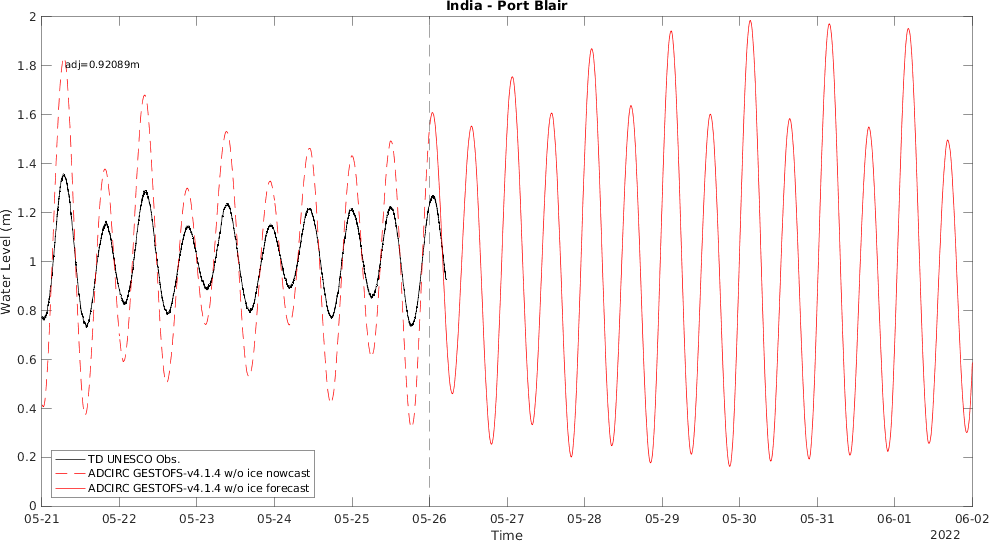 India - Port Blair
2
1.8
1.6
1.4
1.2
1
0.8
0.6
0.4
0.2
0
Water Level (m)
adj=0.92089m
TD UNESCO Obs.
ADCIRC GESTOFS-v4.1.4 w/o ice nowcast
ADCIRC GESTOFS-v4.1.4 w/o ice forecast
05-21 05-22 05-23 05-24 05-25 05-26 05-27 05-28 05-29 05-30 05-31 06-01 06-02
Time
2022